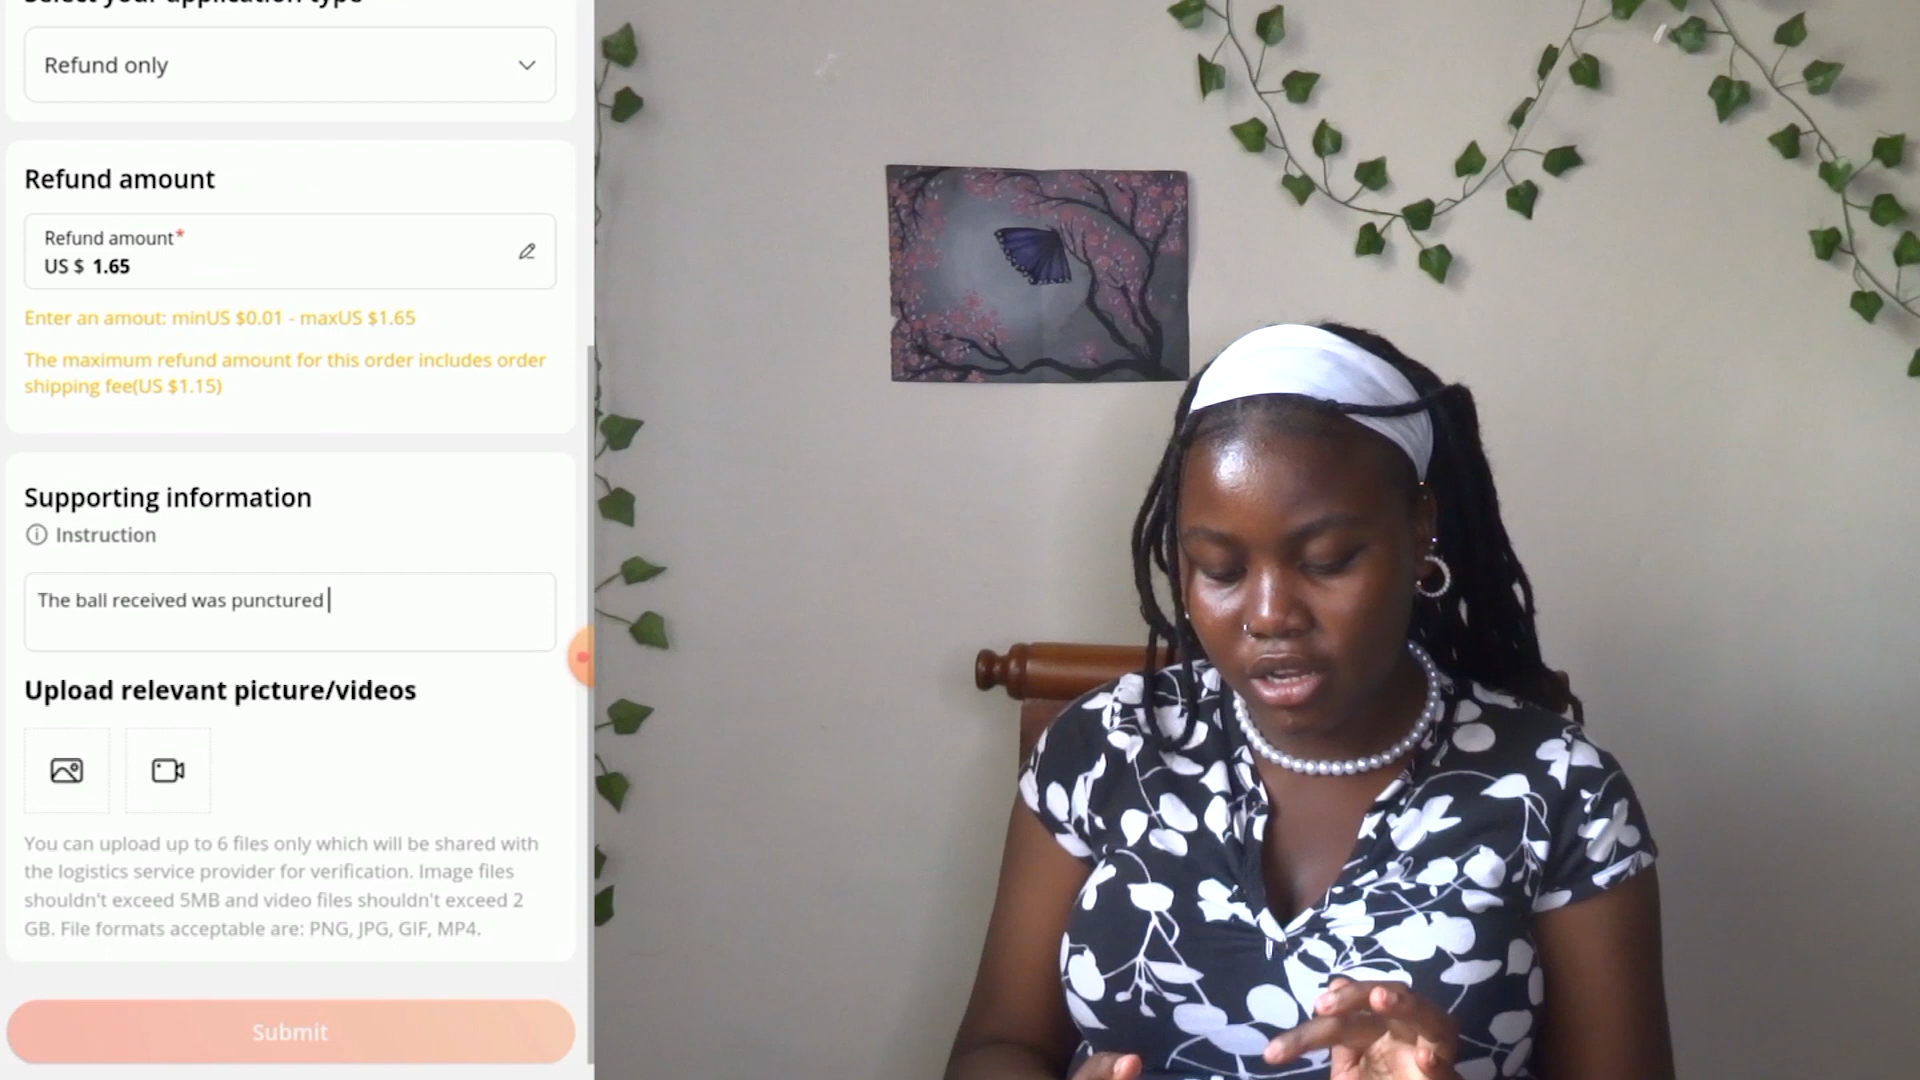 Select your application type
Refund only
Refund amount
Refund amount*
US $ 1.65
Enter an amout: minUS $0.01 - maxUS $1.65
The maximum refund amount for this order includes order
shipping fee(US $1.15)
Supporting information
Instruction
The ball received was punctured
Upload relevant picture/videos
You can upload up to 6 files only which will be shared with
the logistics service provider for verification. Image files
shouldn't exceed 5MB and video files shouldn't exceed 2
GB. File formats acceptable are: PNG, JPG, GIF, MP4.
Submit